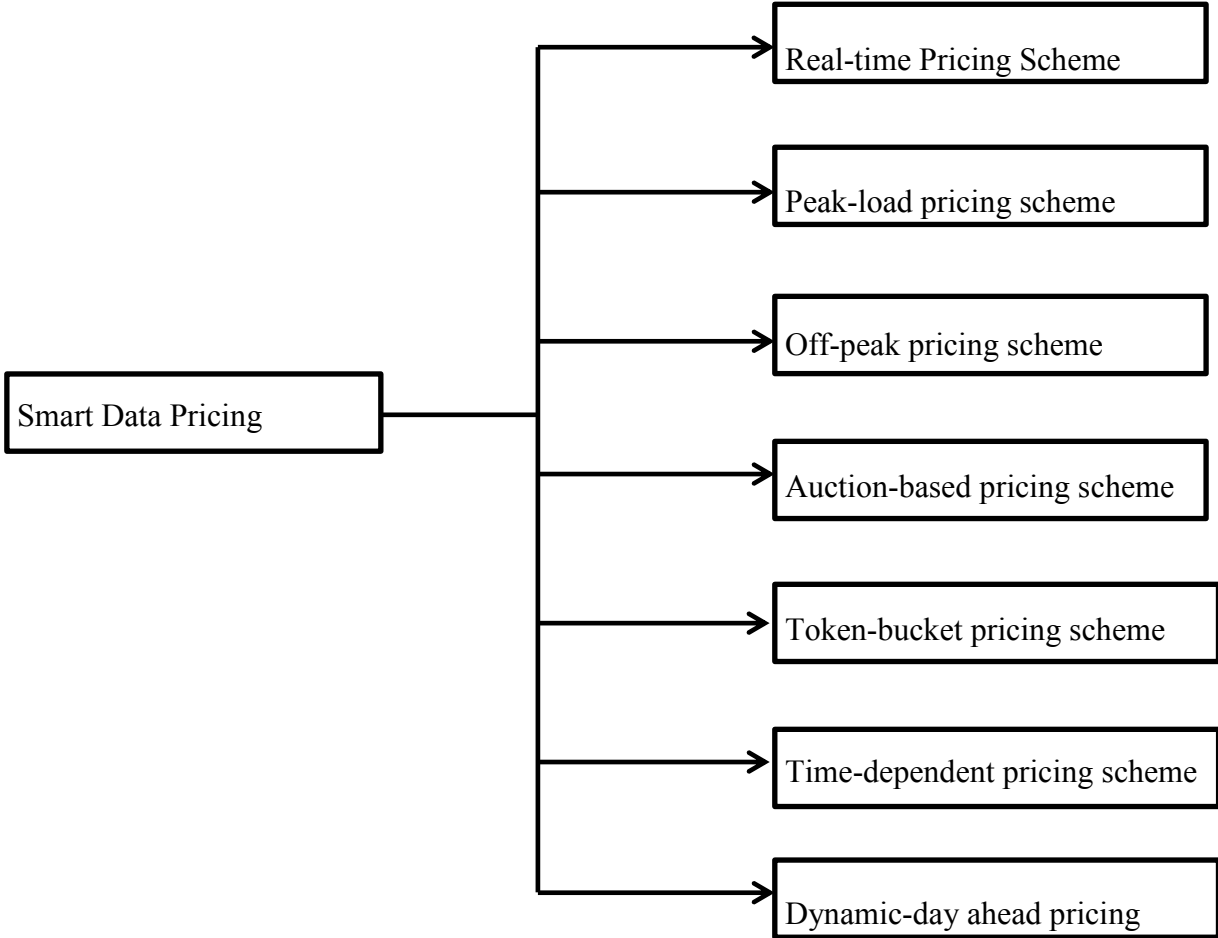 Real-time Pricing Scheme
Peak-load pricing scheme
Off-peak pricing scheme
Smart Data Pricing
Auction-based pricing scheme
Token-bucket pricing scheme
Time-dependent pricing scheme
Dynamic-day ahead pricing